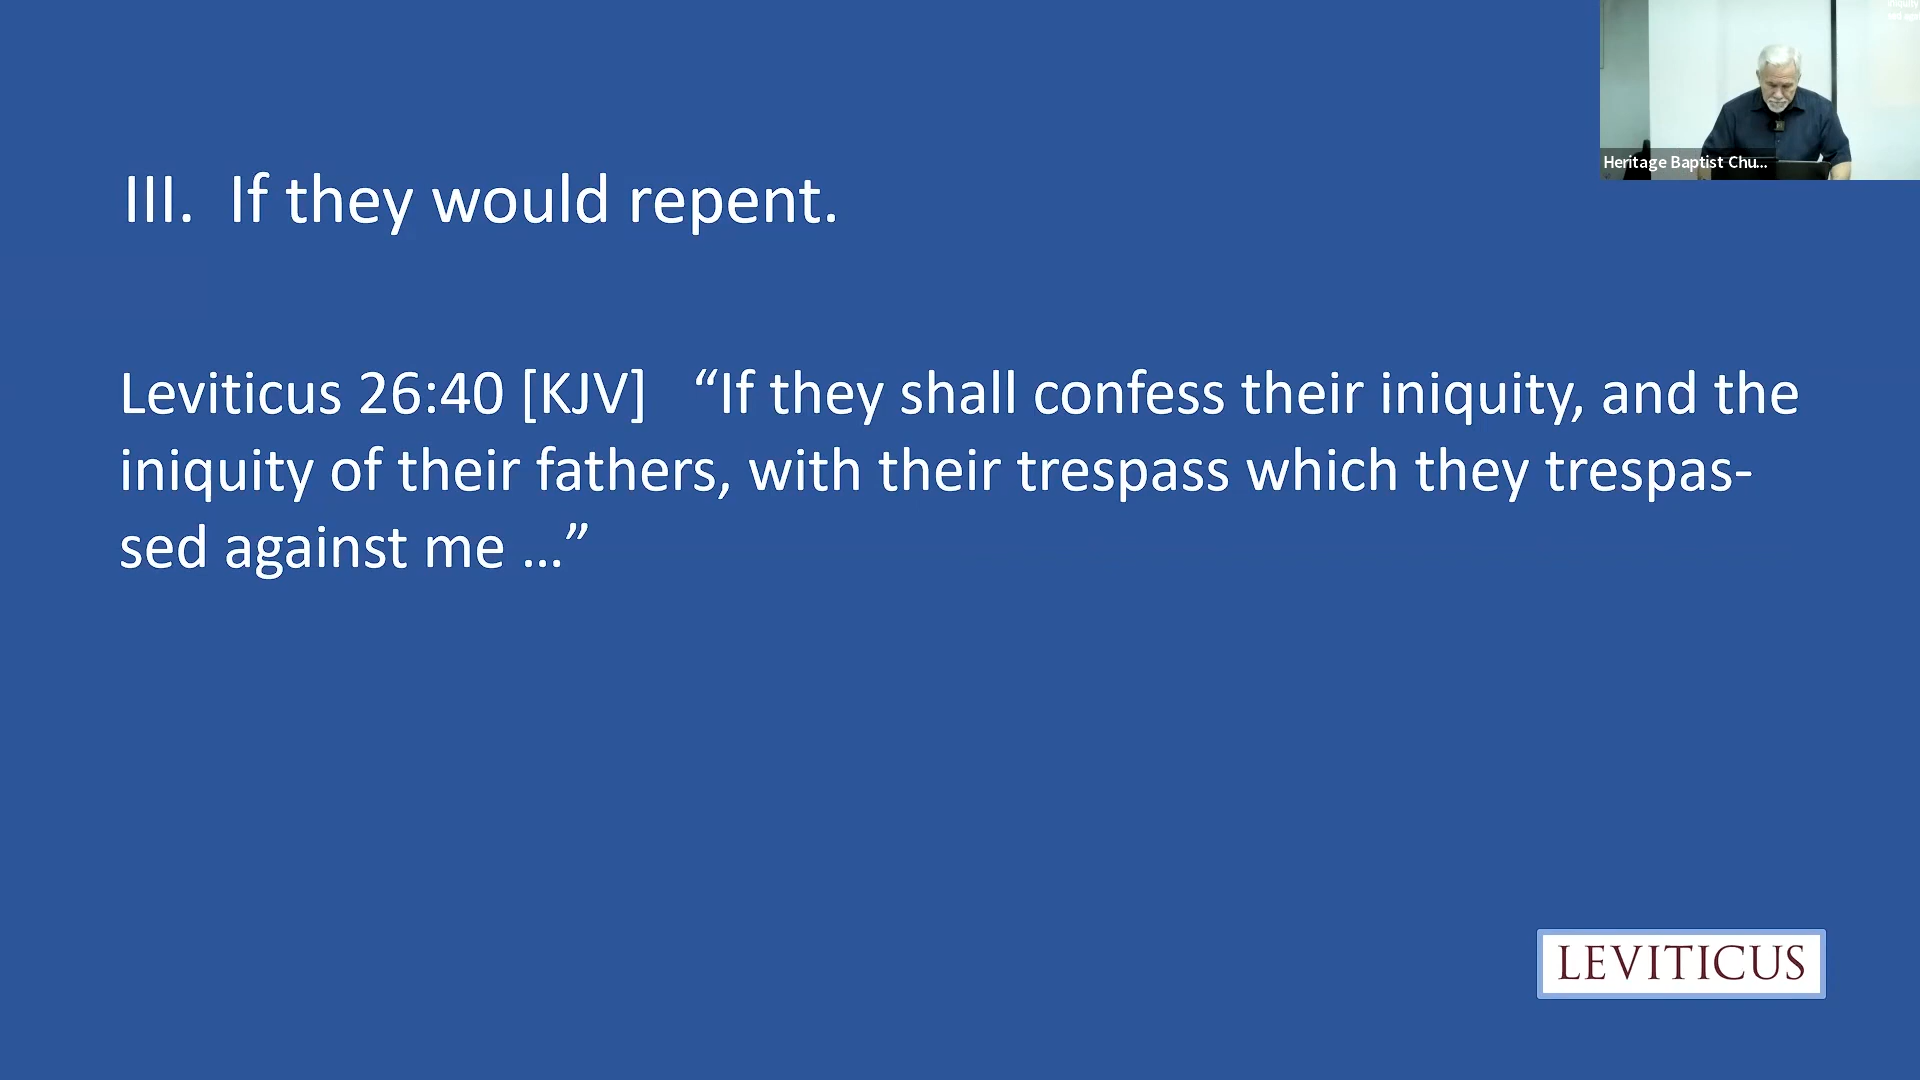 III. If they would repent.
Leviticus 26:40 [KJV] “If they shall confess their iniquity, and the
iniquity of their fathers, with their trespass which they trespas-
sed against me …”
Heritage Baptist Chu...
LEVITICUS